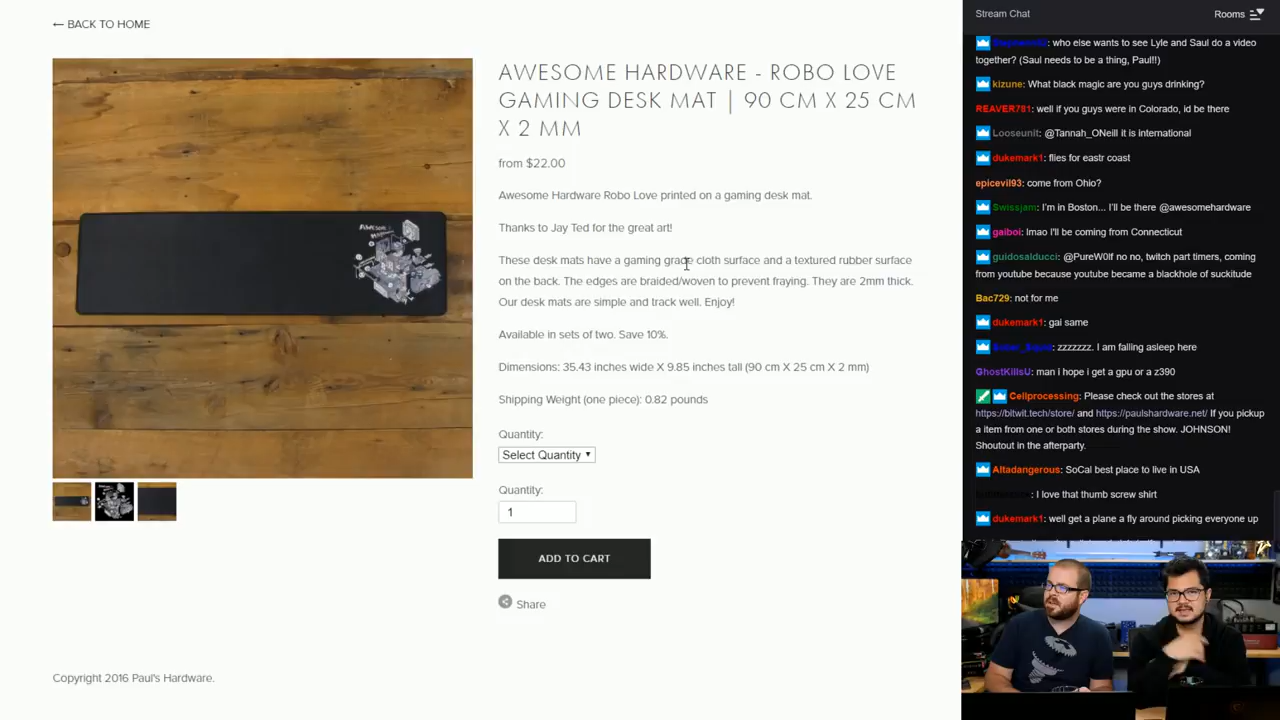 ← BACK TO HOME
AWESOME HARDWARE - ROBO LOVE
GAMING DESK MAT | 90 CM X 25 CM
X 2 MM
from $22.00
Awesome Hardware Robo Love printed on a gaming desk mat.
Thanks to Jay Ted for the great art!
These desk mats have a gaming grade cloth surface and a textured rubber surface
on the back. The edges are braided/woven to prevent fraying. They are 2mm thick.
Our desk mats are simple and track well. Enjoy!
Available in sets of two. Save 10%.
Dimensions: 35.43 inches wide X 9.85 inches tall (90 cm X 25 cm X 2 mm)
Shipping Weight (one piece): 0.82 pounds
Quantity:
Select Quantity
Quantity:
1
ADD TO CART
Share
Copyright 2016 Paul's Hardware.
AWESOME
Stream Chat
Rooms
: who else wants to see Lyle and Saul do a video
together? (Saul needs to be a thing, Paul!!)
kizune: What black magic are you guys drinking?
REAVER781: well if you guys were in Colorado, id be there
Looseunit: @Tannah_ONeill it is international
dukemark1: flies for eastr coast
epicevil93: come from Ohio?
Swissjam: I'm in Boston... I'll be there @awesomehardware
gaiboi: lmao I'll be coming from Connecticut
guidosalducci: @PureW0lf no no, twitch part timers, coming
from youtube because youtube became a blackhole of suckitude
Bac729: not for me
dukemark1: gai same
: zzzzzzz. I am falling asleep here
GhostKillsU: man i hope i get a gpu or a z390
Cellprocessing: Please check out the stores at
https://bitwit.tech/store/ and https://paulshardware.net/ If you pickup
a item from one or both stores during the show. JOHNSON!
Shoutout in the afterparty.
Altadangerous: SoCal best place to live in USA
: I love that thumb screw shirt
dukemark1: well get a plane a fly around picking everyone up